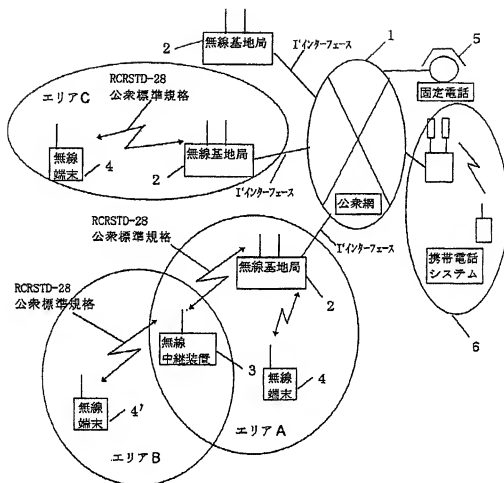 1
2
無線基地局
I'インターフェース
5
固定電話
RCRSTD-28
公衆標準規格
エリアC
無線
端末
4
無線基地局
2
I'インターフェース
公衆網
I'インターフェース
携帯電話
システム
6
RCRSTD-28
公衆標準規格
無線基地局
2
RCRSTD-28
公衆標準規格
無線
中継装置
3
無線
端末
4
無線
端末
4'
エリアA
エリアB